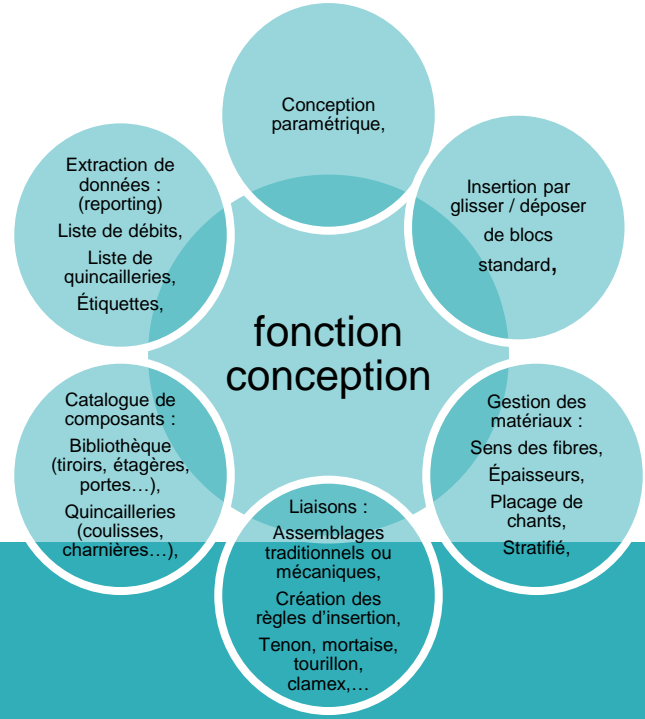 Conception
paramétrique,
Insertion par
glisser / déposer
de blocs
standard,
Gestion des
matériaux :
Sens des fibres,
Épaisseurs,
Placage de
chants,
Stratifié,
Liaisons :
Assemblages
traditionnels ou
mécaniques,
Création des
règles d'insertion,
Tenon, mortaise,
tourillon,
clamex,…
Catalogue de
composants :
Bibliothèque
(tiroirs, étagères,
portes…),
Quincailleries
(coulisses,
charnières…),
Extraction de
données :
(reporting)
Liste de débits,
Liste de
quincailleries,
Étiquettes,
fonction
conception